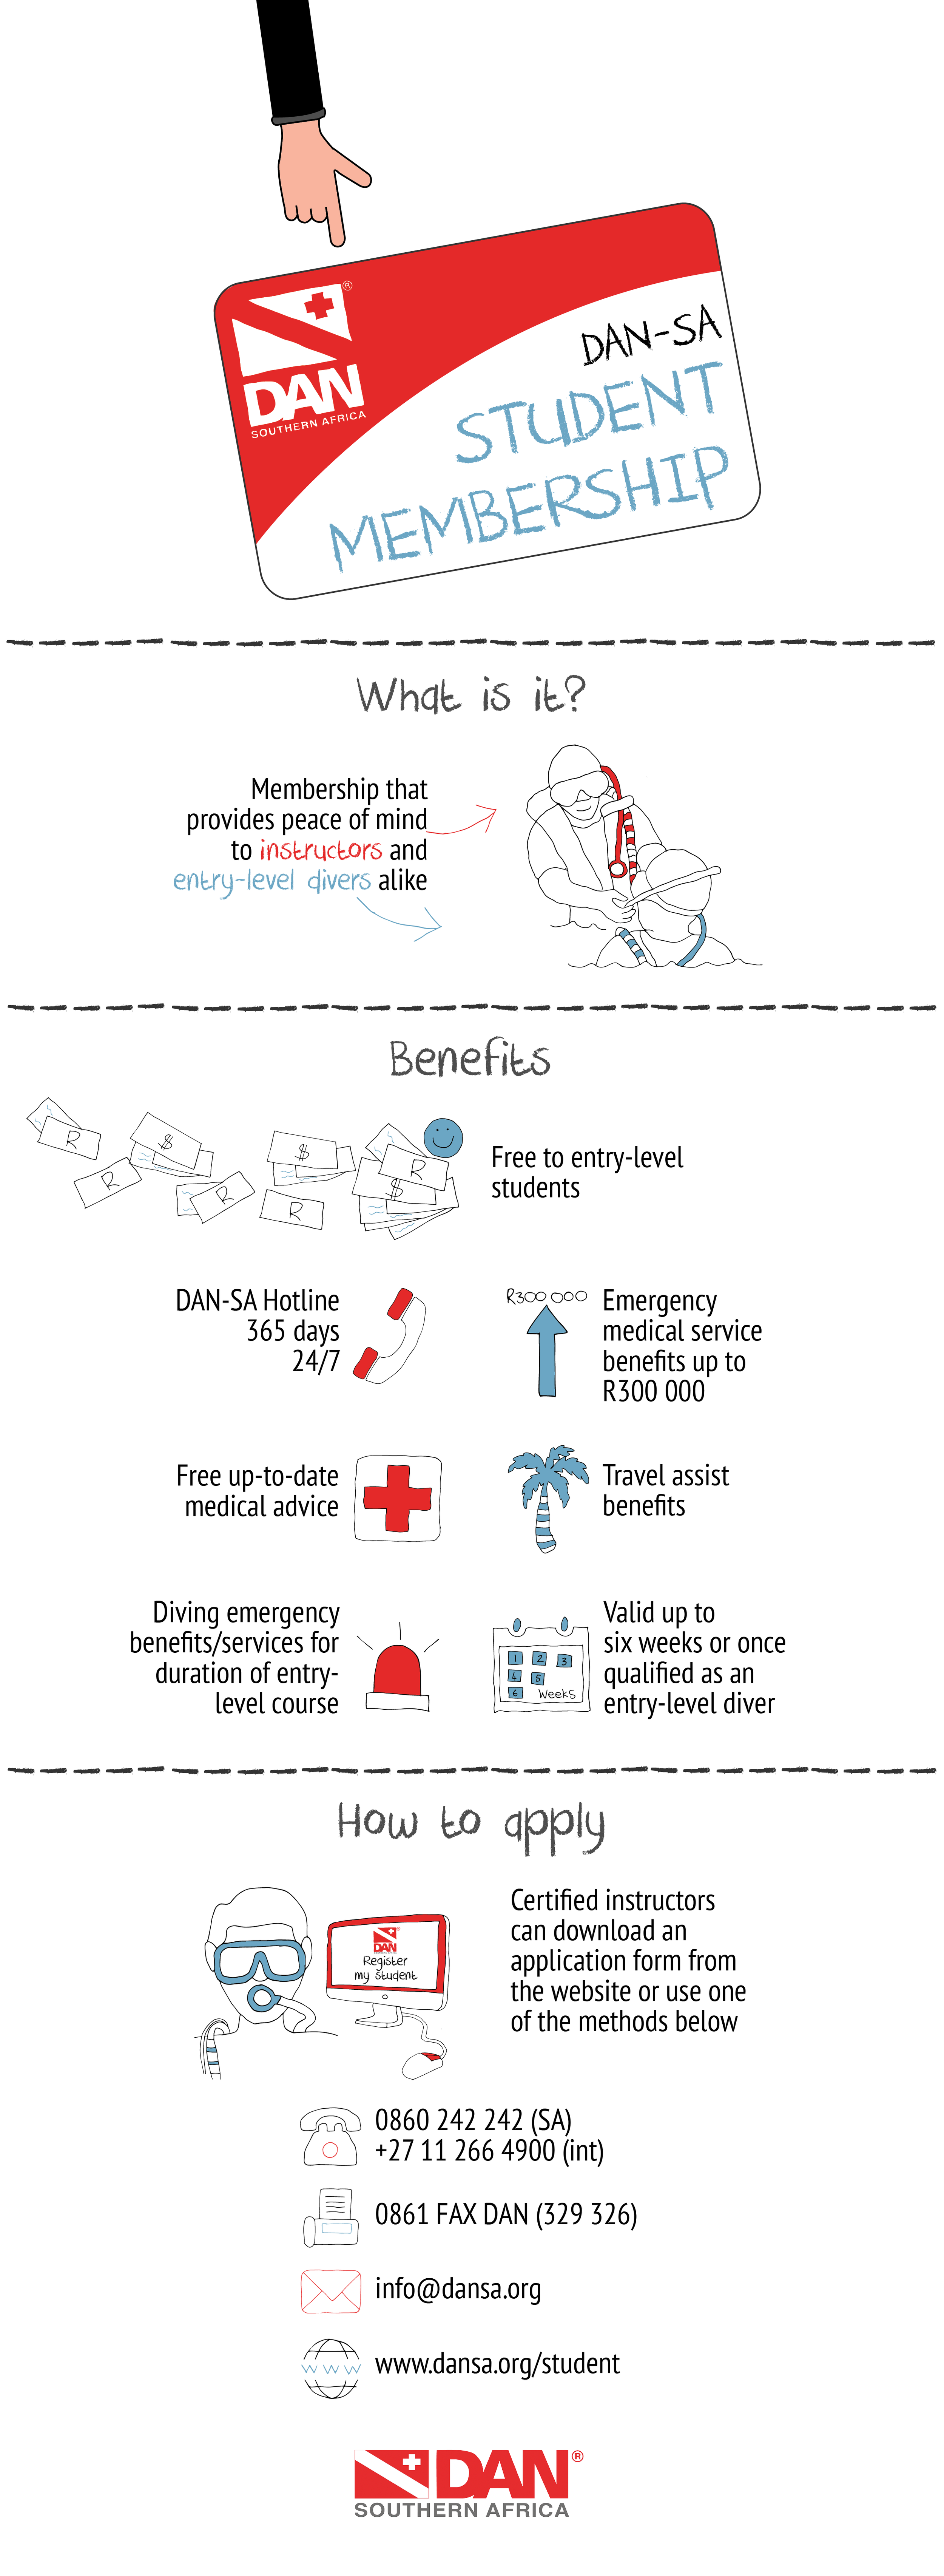 DAN
SOUTHERN AFRICA
®
DAN-SA
STUDENT
MEMBERSHIP
What is it?
Membership that
provides peace of mind
to instructors and
entry-level divers alike
Benefits
R
$
R
R
$
R
R
$
Free to entry-level
students
DAN-SA Hotline
365 days
24/7
R300 000
Emergency
medical service
benefits up to
R300 000
Free up-to-date
medical advice
Travel assist
benefits
Diving emergency
benefits/services for
duration of entry-
level course
1 2 3
4 5
6 Weeks
Valid up to
six weeks or once
qualified as an
entry-level diver
How to apply
DAN
Register
my student
Certified instructors
can download an
application form from
the website or use one
of the methods below
0860 242 242 (SA)
+27 11 266 4900 (int)
0861 FAX DAN (329 326)
info@dansa.org
W W W
www.dansa.org/student
DAN®
SOUTHERN AFRICA